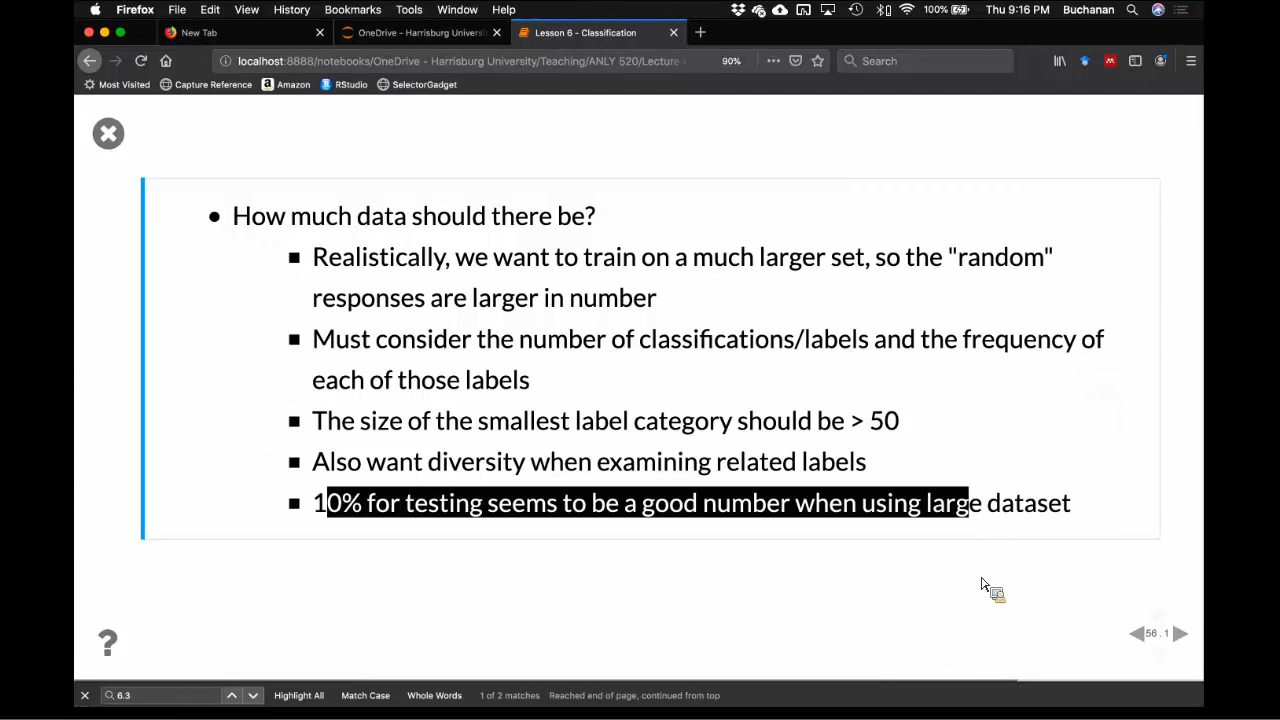 Firefox File Edit View History Bookmarks Tools Window Help 100% Thu 9:16 PM Buchanan
New Tab OneDrive - Harrisburg Universi Lesson 6 - Classification
localhost:8888/notebooks/OneDrive - Harrisburg University/Teaching/ANLY 520/Lecture 90% Search
Most Visited Capture Reference Amazon RStudio SelectorGadget
• How much data should there be?
■ Realistically, we want to train on a much larger set, so the "random"
responses are larger in number
■ Must consider the number of classifications/labels and the frequency of
each of those labels
■ The size of the smallest label category should be > 50
■ Also want diversity when examining related labels
■ 10% for testing seems to be a good number when using large dataset
?
56.1
6.3 Highlight All Match Case Whole Words 1 of 2 matches Reached end of page, continued from top